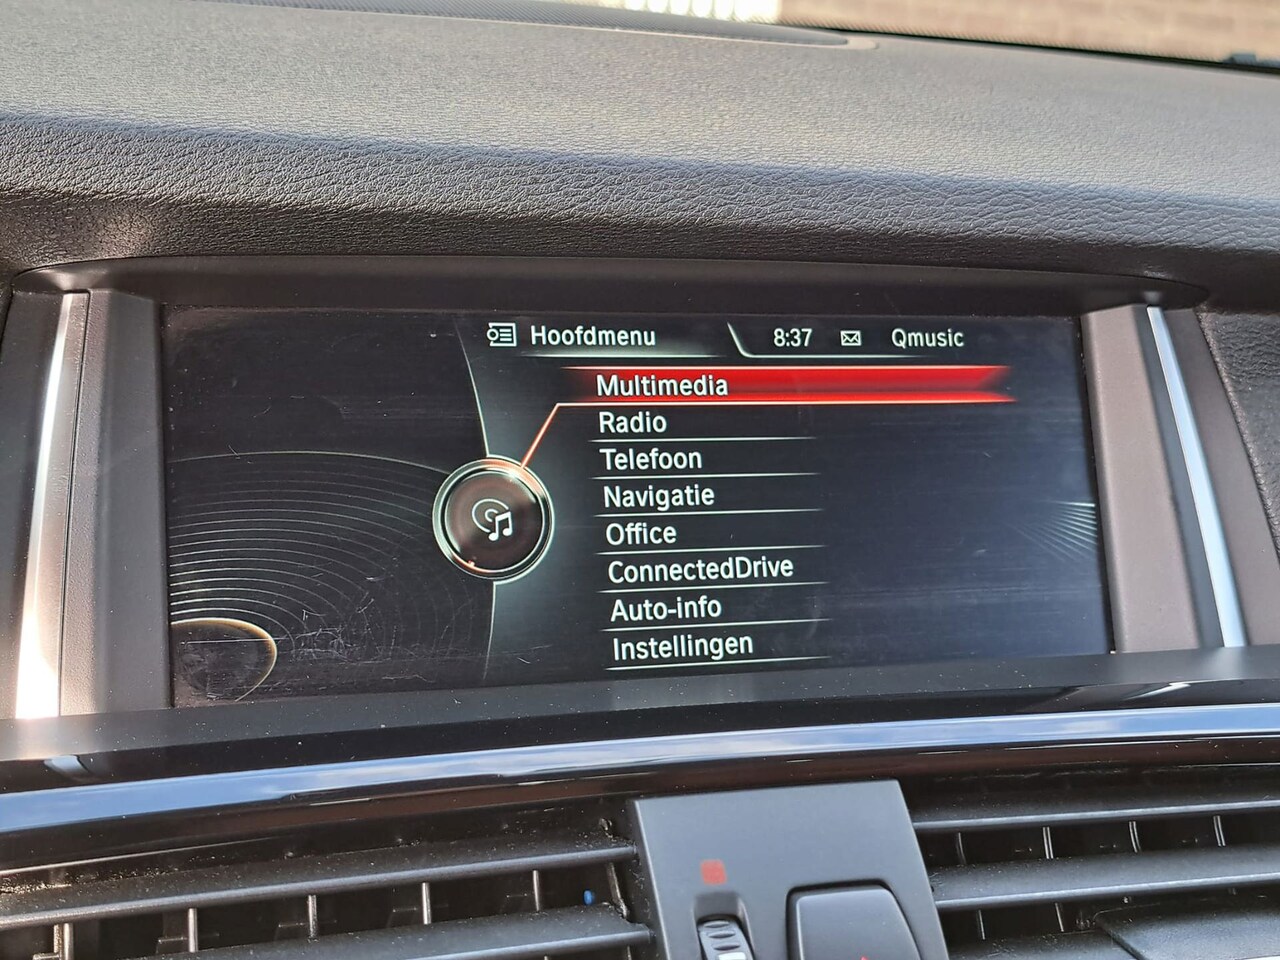 Hoofdmenu 8:37 Qmusic
Multimedia
Radio
Telefoon
Navigatie
Office
ConnectedDrive
Auto-info
Instellingen